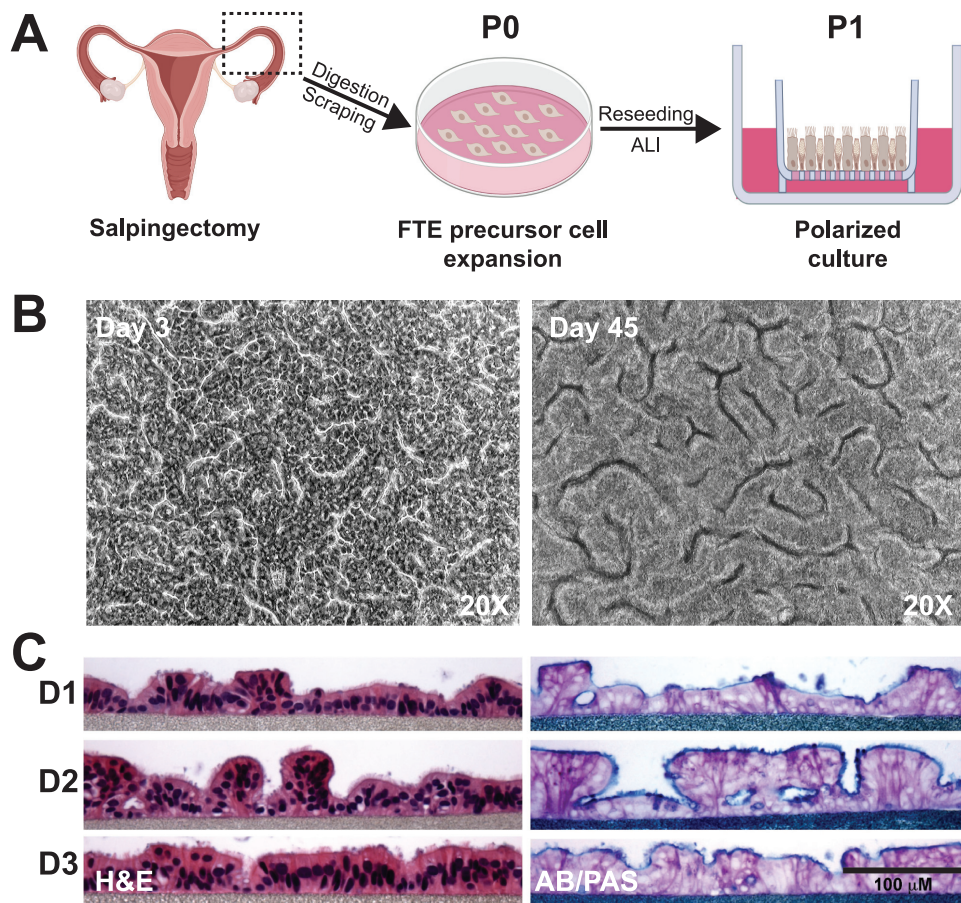 A
P0
P1
Digestion
Scraping
Reseeding
ALI
Salpingectomy
FTE precursor cell
expansion
Polarized
culture
B
Day 3
20X
Day 45
20X
C
D1
D2
D3
H&E
AB/PAS
100 μM